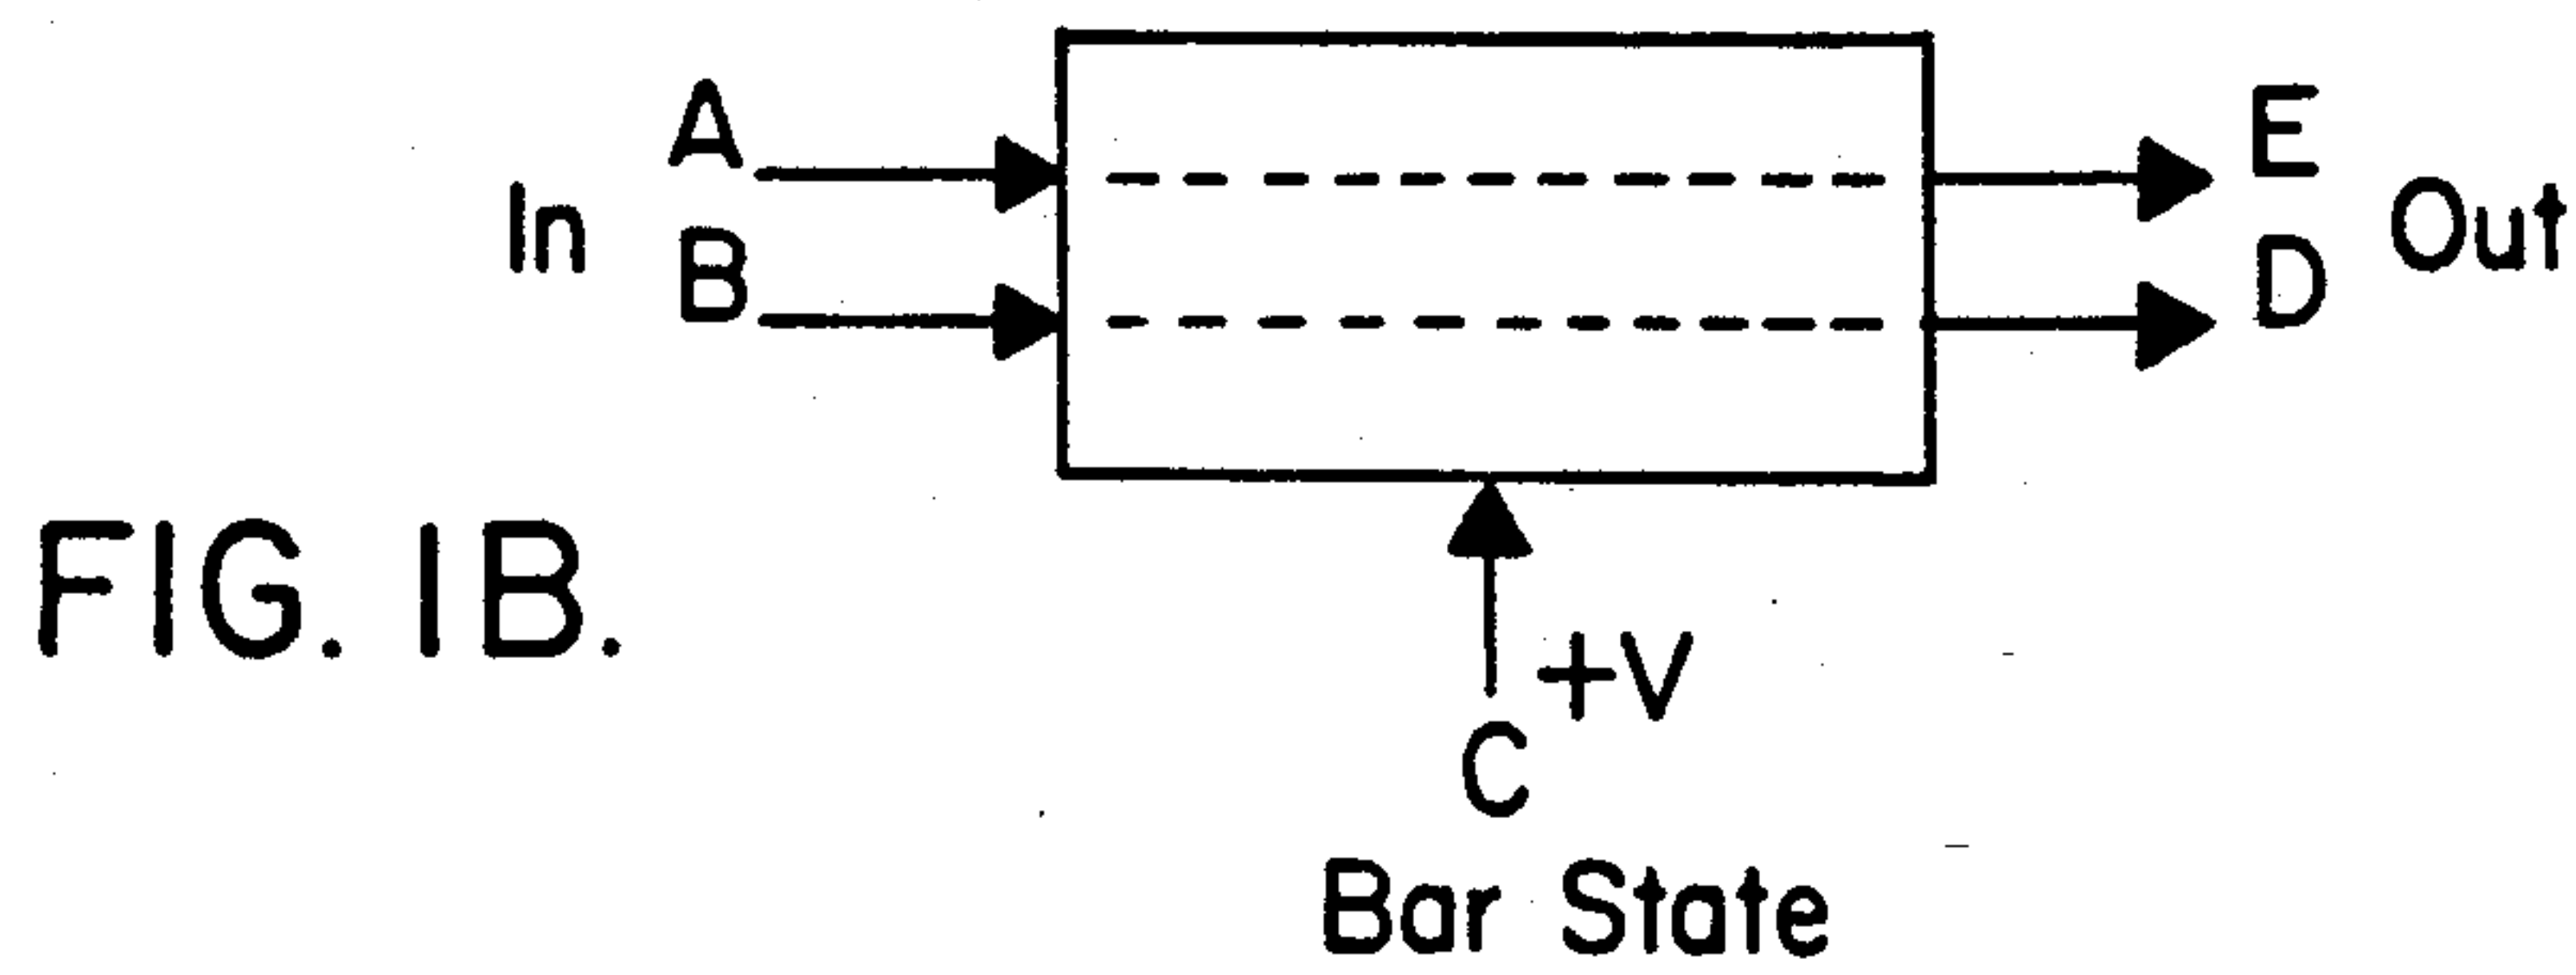 A
In
B
E
Out
D
+V
C
Bar State
FIG. 1B.